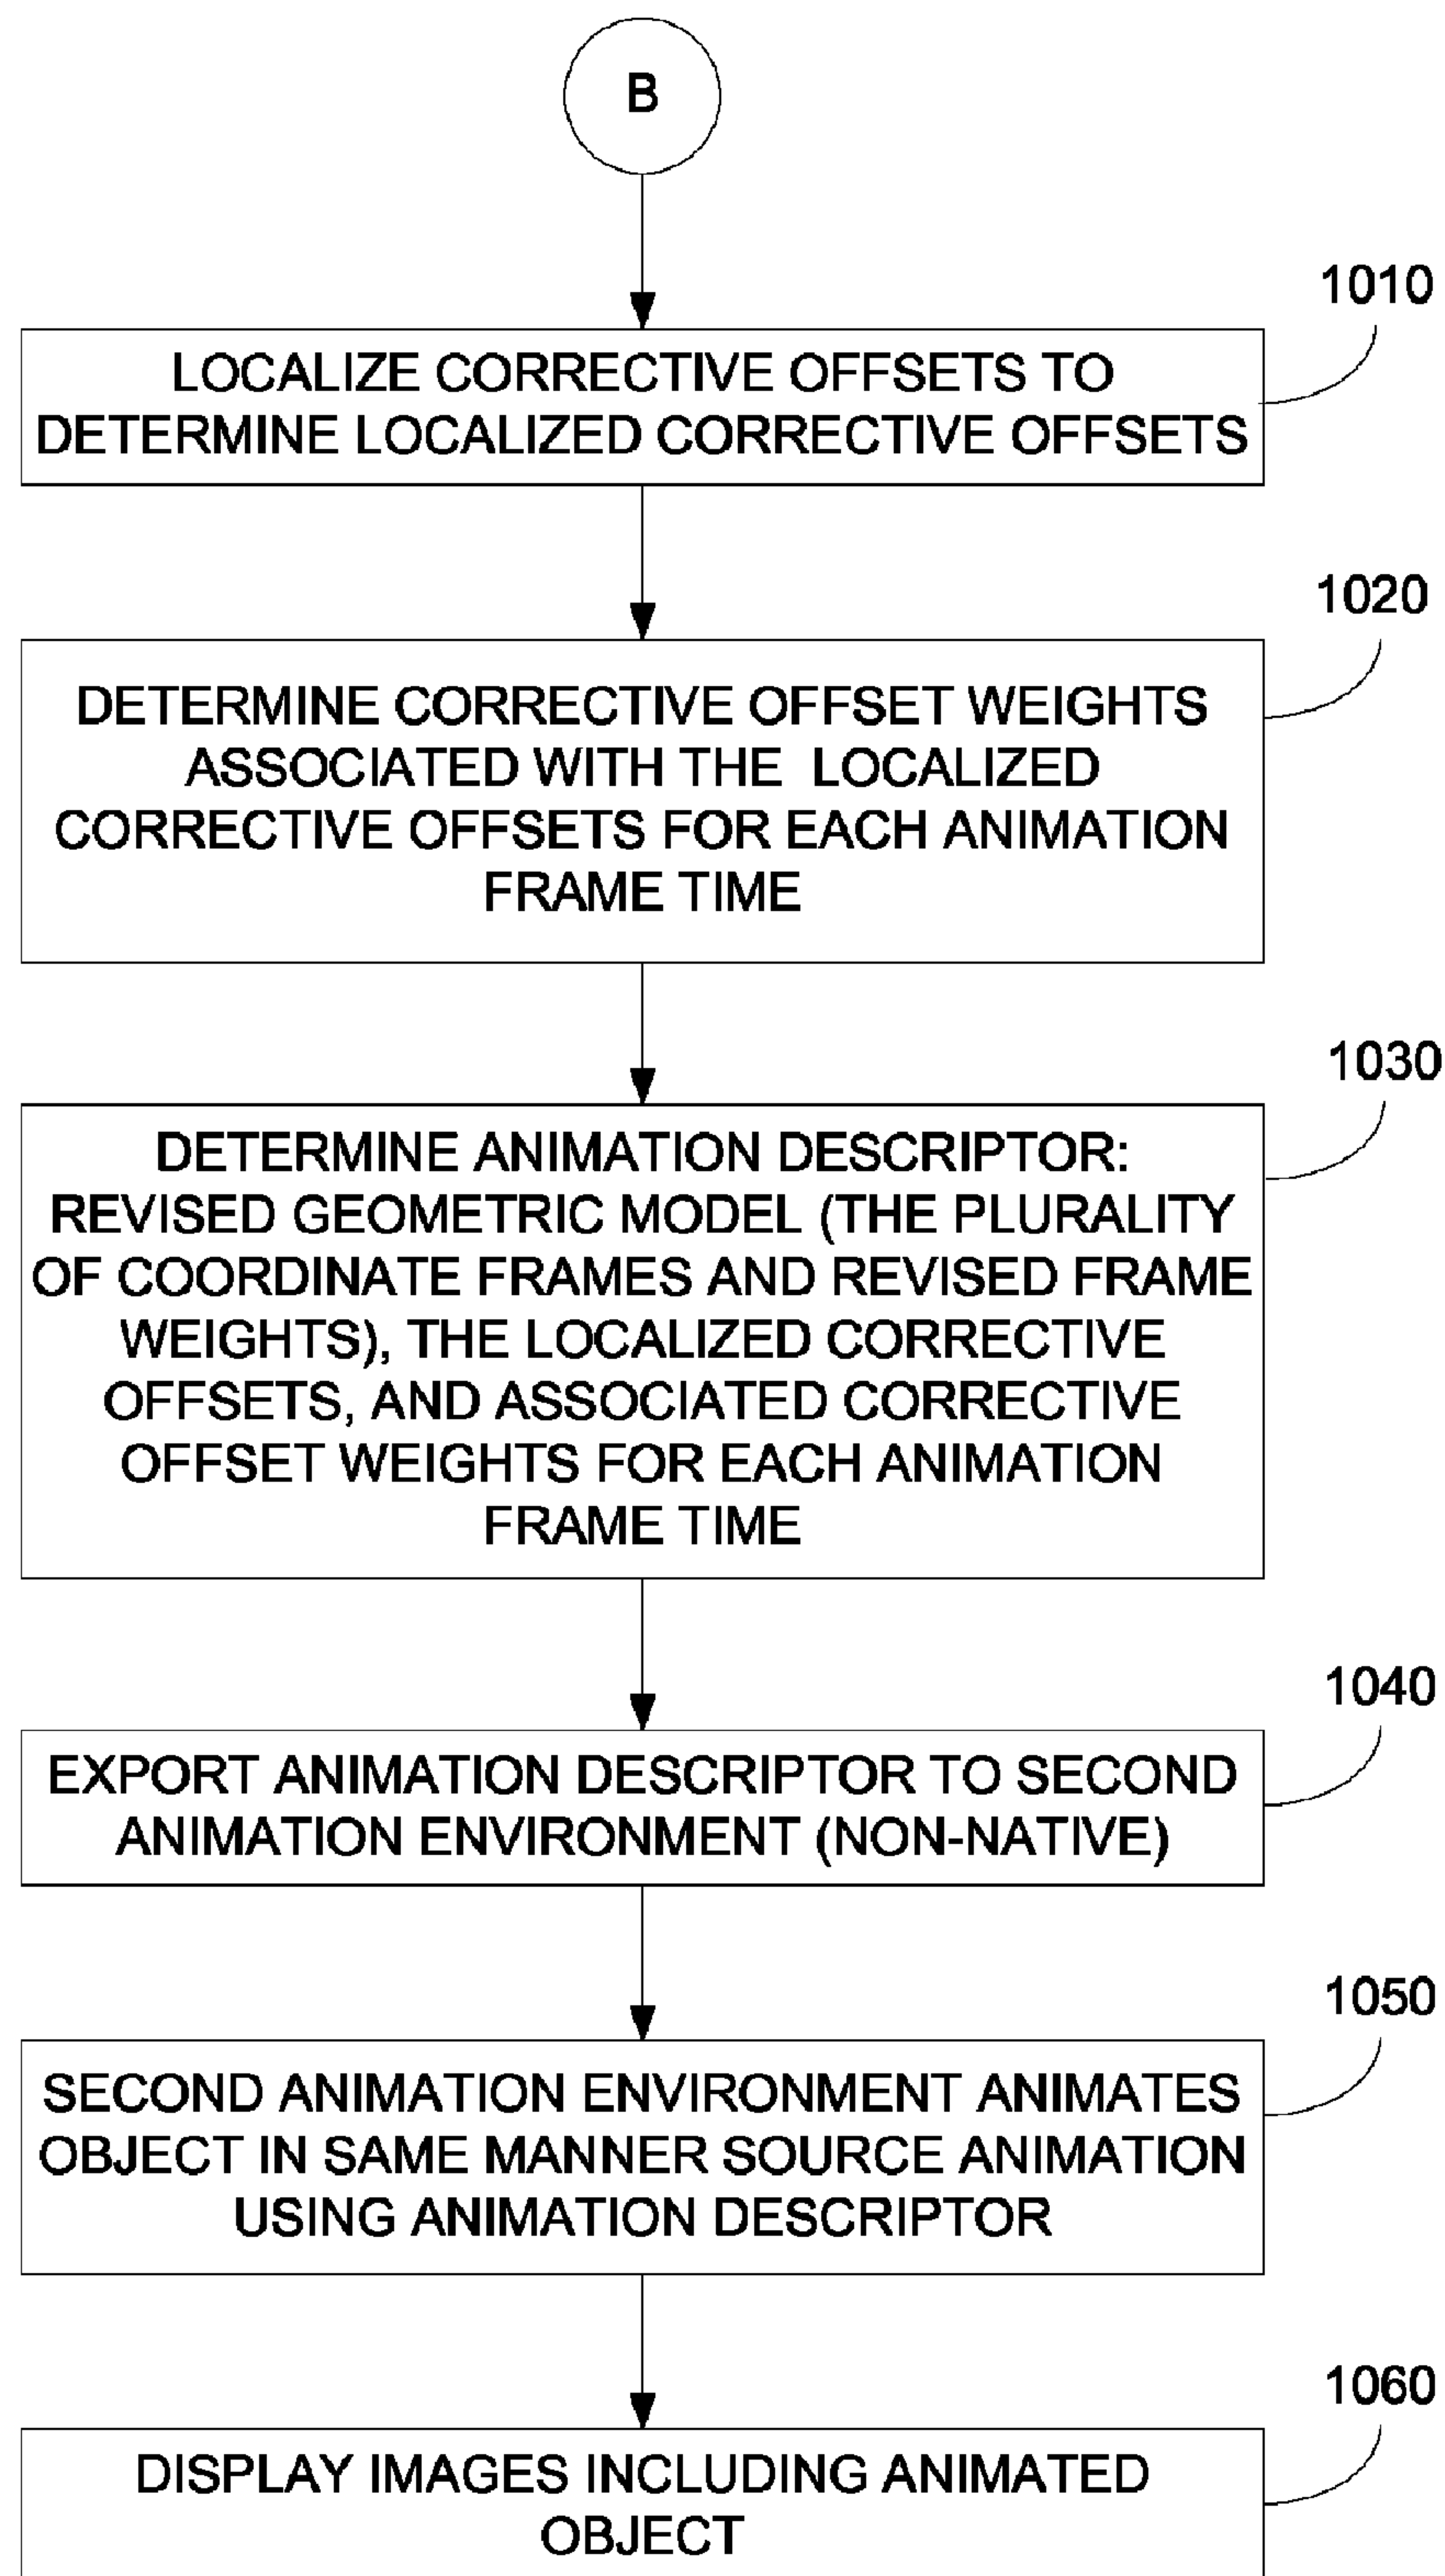 B
1010
LOCALIZE CORRECTIVE OFFSETS TO
DETERMINE LOCALIZED CORRECTIVE OFFSETS
1020
DETERMINE CORRECTIVE OFFSET WEIGHTS
ASSOCIATED WITH THE LOCALIZED
CORRECTIVE OFFSETS FOR EACH ANIMATION
FRAME TIME
1030
DETERMINE ANIMATION DESCRIPTOR:
REVISED GEOMETRIC MODEL (THE PLURALITY
OF COORDINATE FRAMES AND REVISED FRAME
WEIGHTS), THE LOCALIZED CORRECTIVE
OFFSETS, AND ASSOCIATED CORRECTIVE
OFFSET WEIGHTS FOR EACH ANIMATION
FRAME TIME
1040
EXPORT ANIMATION DESCRIPTOR TO SECOND
ANIMATION ENVIRONMENT (NON-NATIVE)
1050
SECOND ANIMATION ENVIRONMENT ANIMATES
OBJECT IN SAME MANNER SOURCE ANIMATION
USING ANIMATION DESCRIPTOR
1060
DISPLAY IMAGES INCLUDING ANIMATED
OBJECT